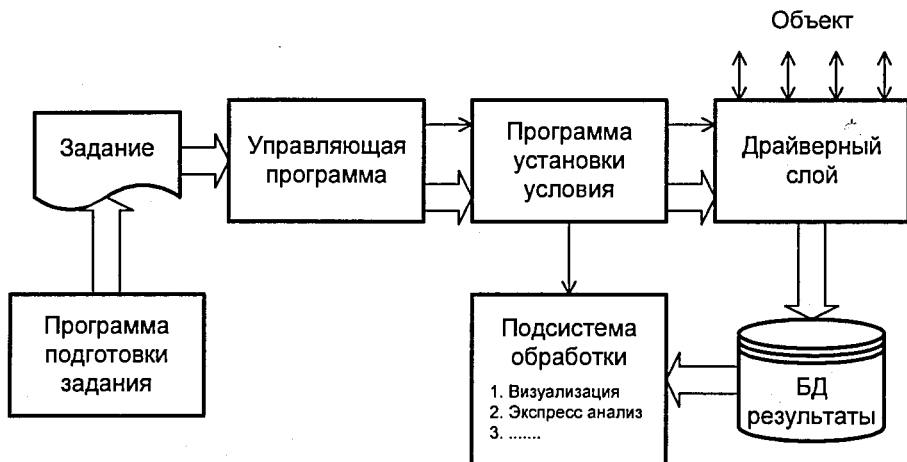 Объект
Задание
Управляющая
программа
Программа
установки
условия
Драйверный
слой
Программа
подготовки
задания
Подсистема
обработки
1. Визуализация
2. Экспресс анализ
3. .......
БД
результаты